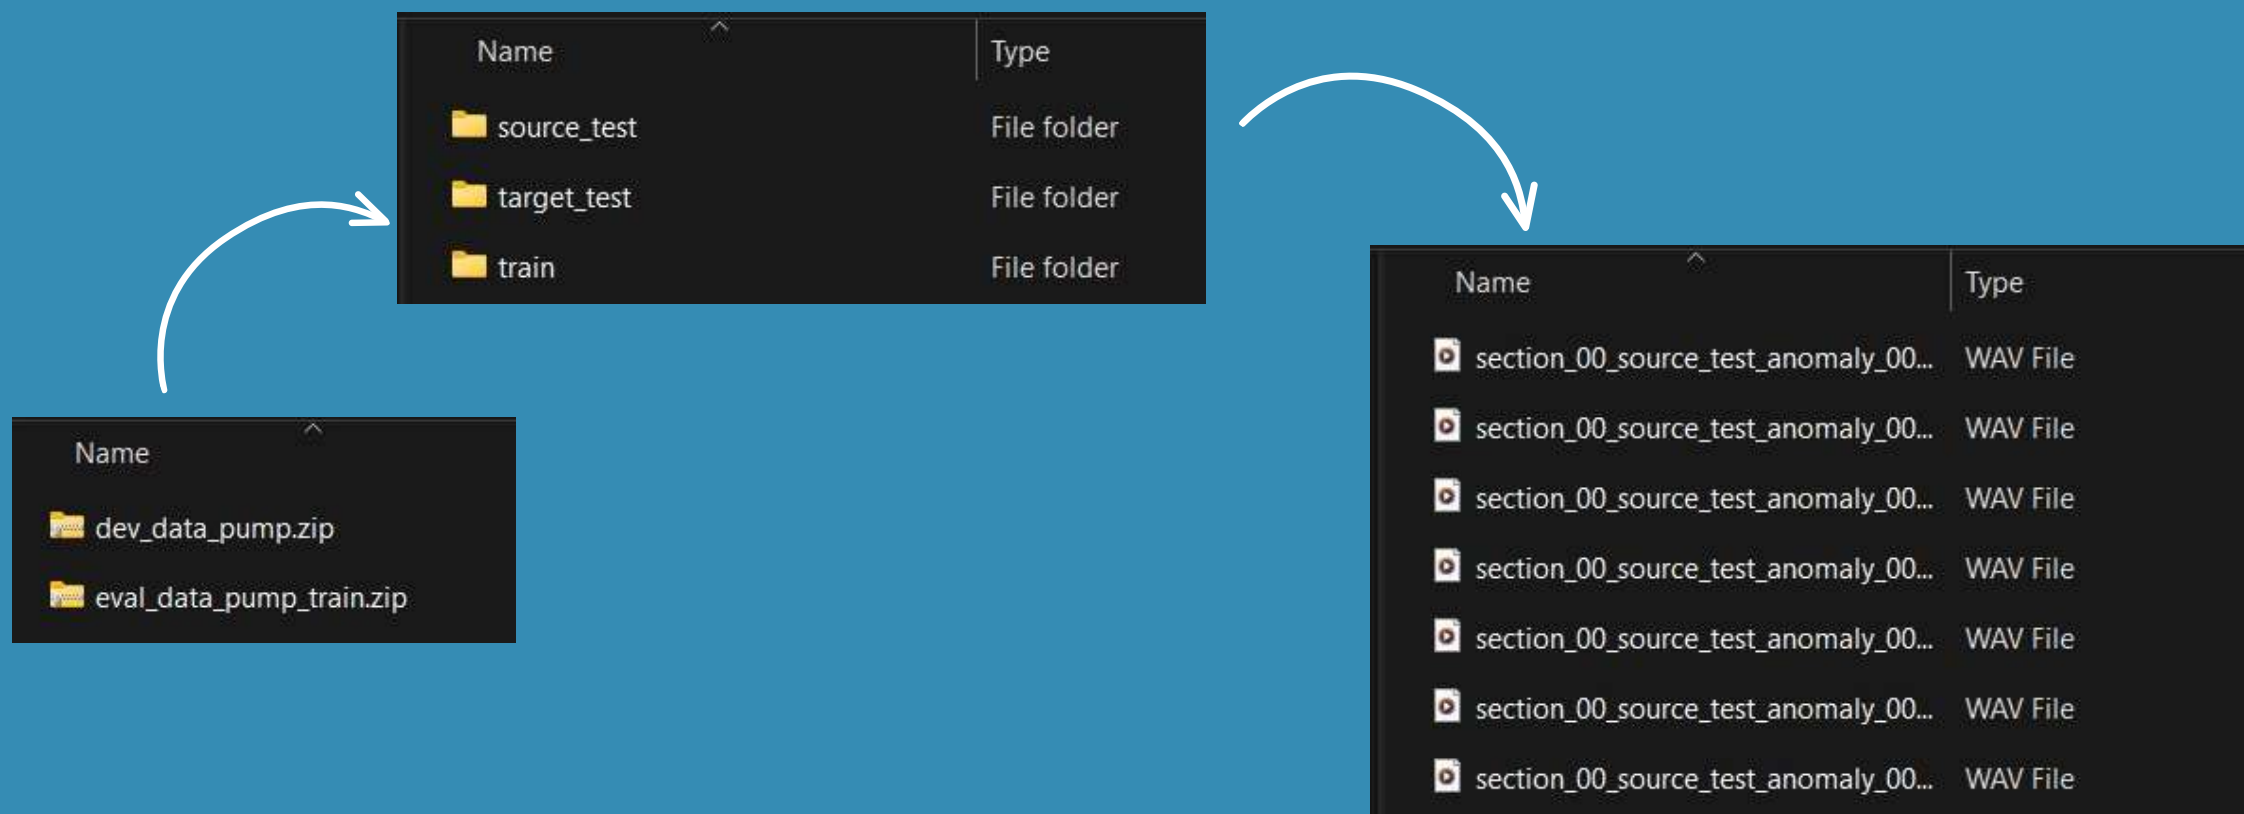 Name
dev_data_pump.zip
eval_data_pump_train.zip
Name Type
source_test File folder
target_test File folder
train File folder
Name Type
section_00_source_test_anomaly_00... WAV File
section_00_source_test_anomaly_00... WAV File
section_00_source_test_anomaly_00... WAV File
section_00_source_test_anomaly_00... WAV File
section_00_source_test_anomaly_00... WAV File
section_00_source_test_anomaly_00... WAV File
section_00_source_test_anomaly_00... WAV File